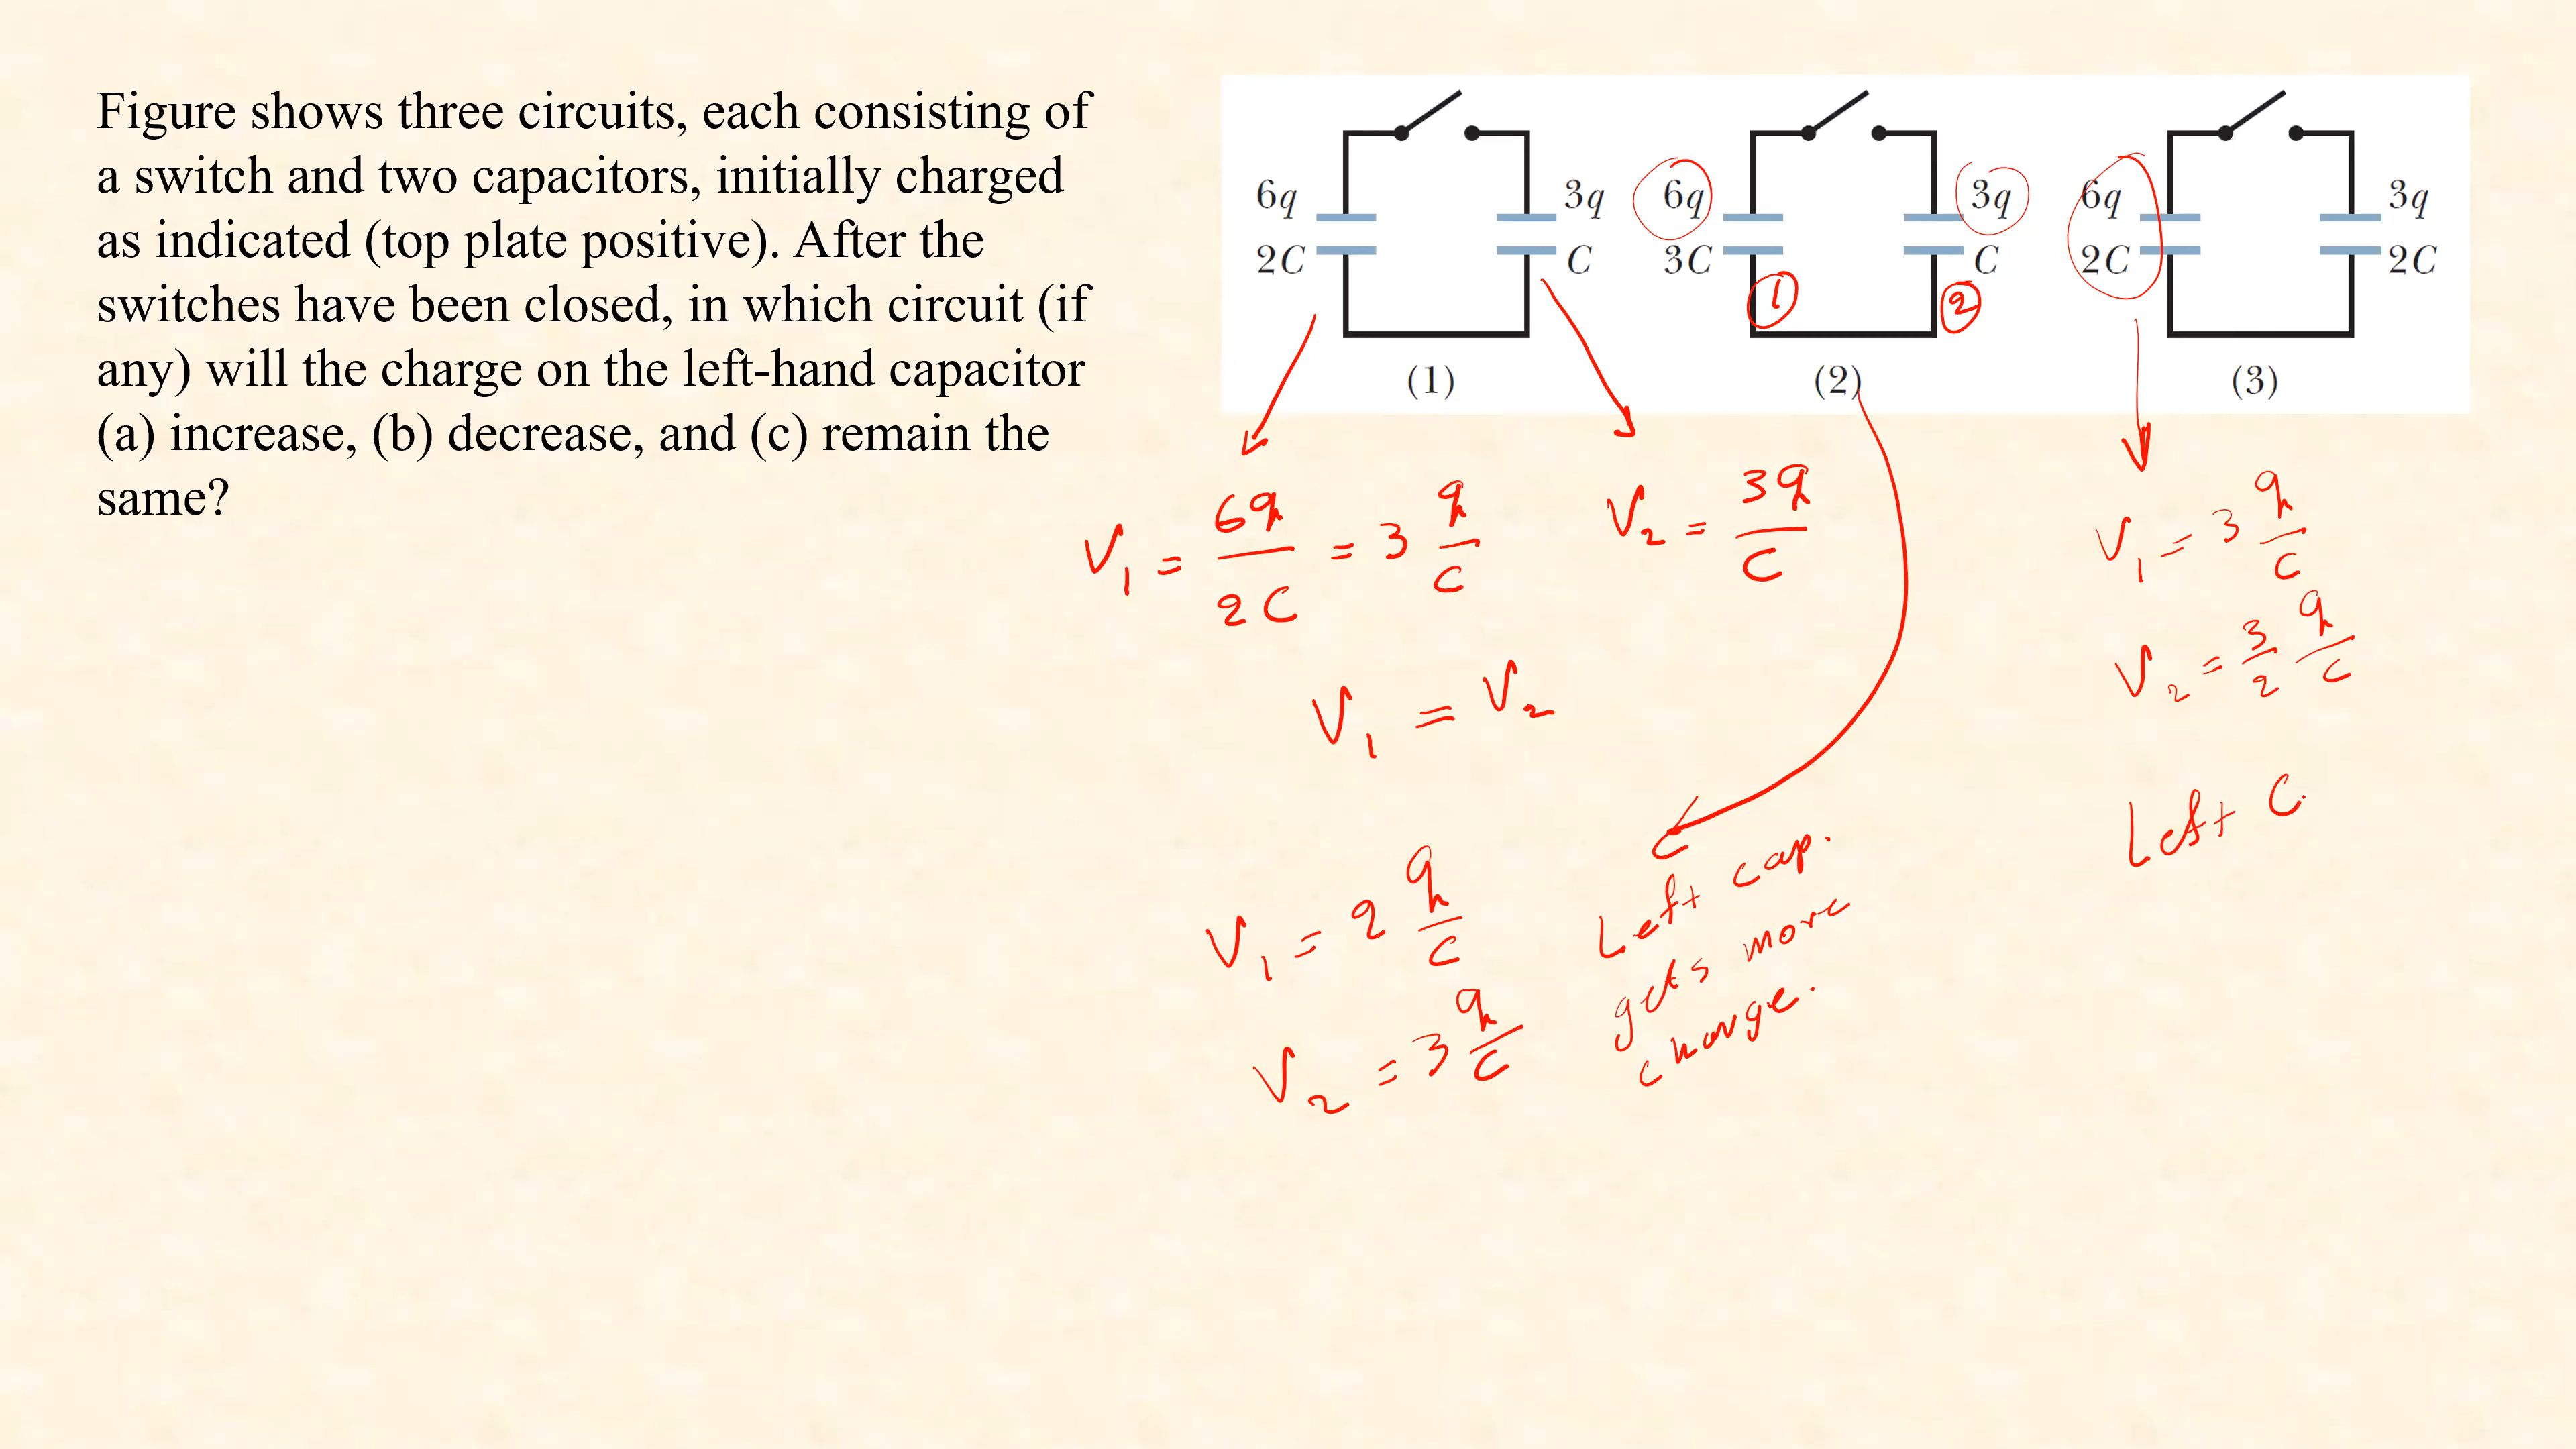 Figure shows three circuits, each consisting of
a switch and two capacitors, initially charged
as indicated (top plate positive). After the
switches have been closed, in which circuit (if
any) will the charge on the left-hand capacitor
(a) increase, (b) decrease, and (c) remain the
same?
6q
2C
3q
C
(1)
6q
3C
3q
C
1
2
(2)
6q
2C
3q
2C
(3)
V₁ = 6q/2C = 3 q/C
V₂ = 3q/C
V₁ = V₂
V₁ = 2 q/C
V₂ = 3 q/C
Left cap.
gets more
charge.
V₁ = 3 q/C
V₂ = 3/2 q/C
Left C.